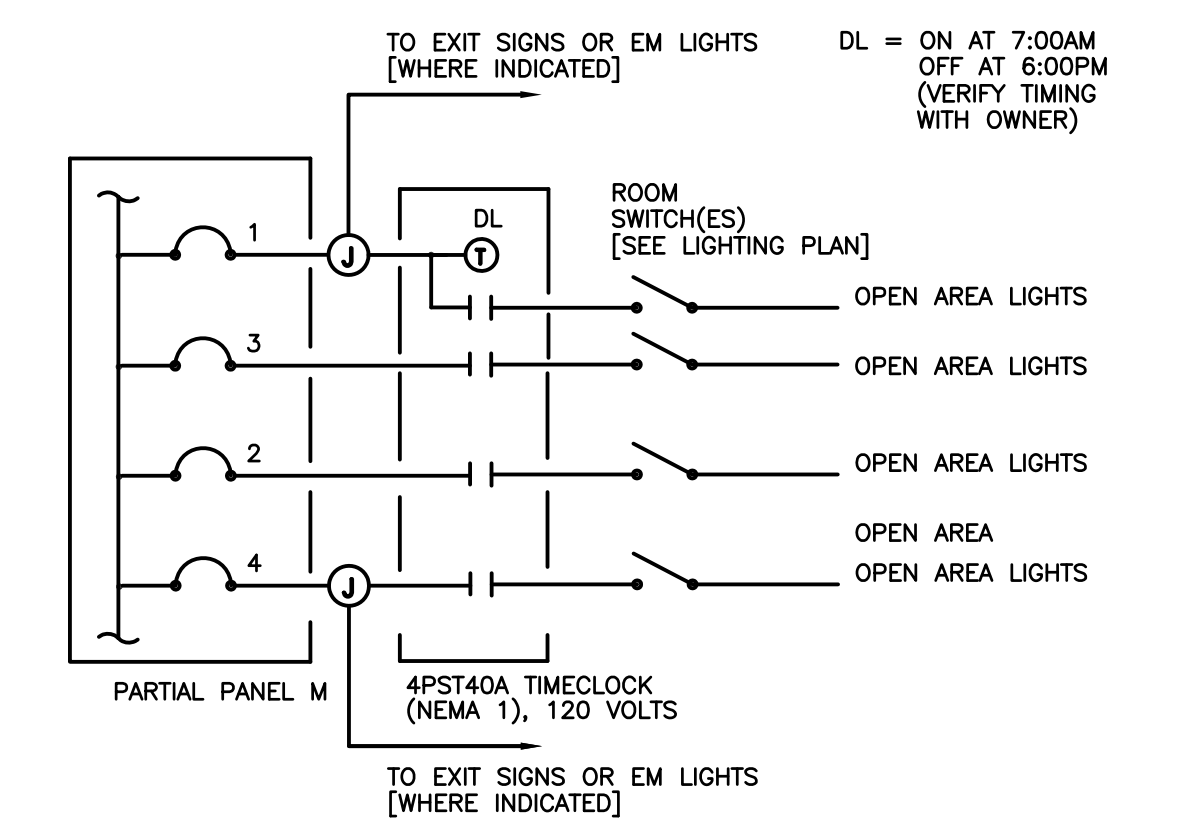 TO EXIT SIGNS OR EM LIGHTS
[WHERE INDICATED]
DL = ON AT 7:00AM
OFF AT 6:00PM
(VERIFY TIMING
WITH OWNER)
ROOM
SWITCH(ES)
[SEE LIGHTING PLAN]
1
J
DL
T
OPEN AREA LIGHTS
3
OPEN AREA LIGHTS
2
OPEN AREA LIGHTS
OPEN AREA
4
J
OPEN AREA LIGHTS
PARTIAL PANEL M
4PST40A TIMECLOCK
(NEMA 1), 120 VOLTS
TO EXIT SIGNS OR EM LIGHTS
[WHERE INDICATED]